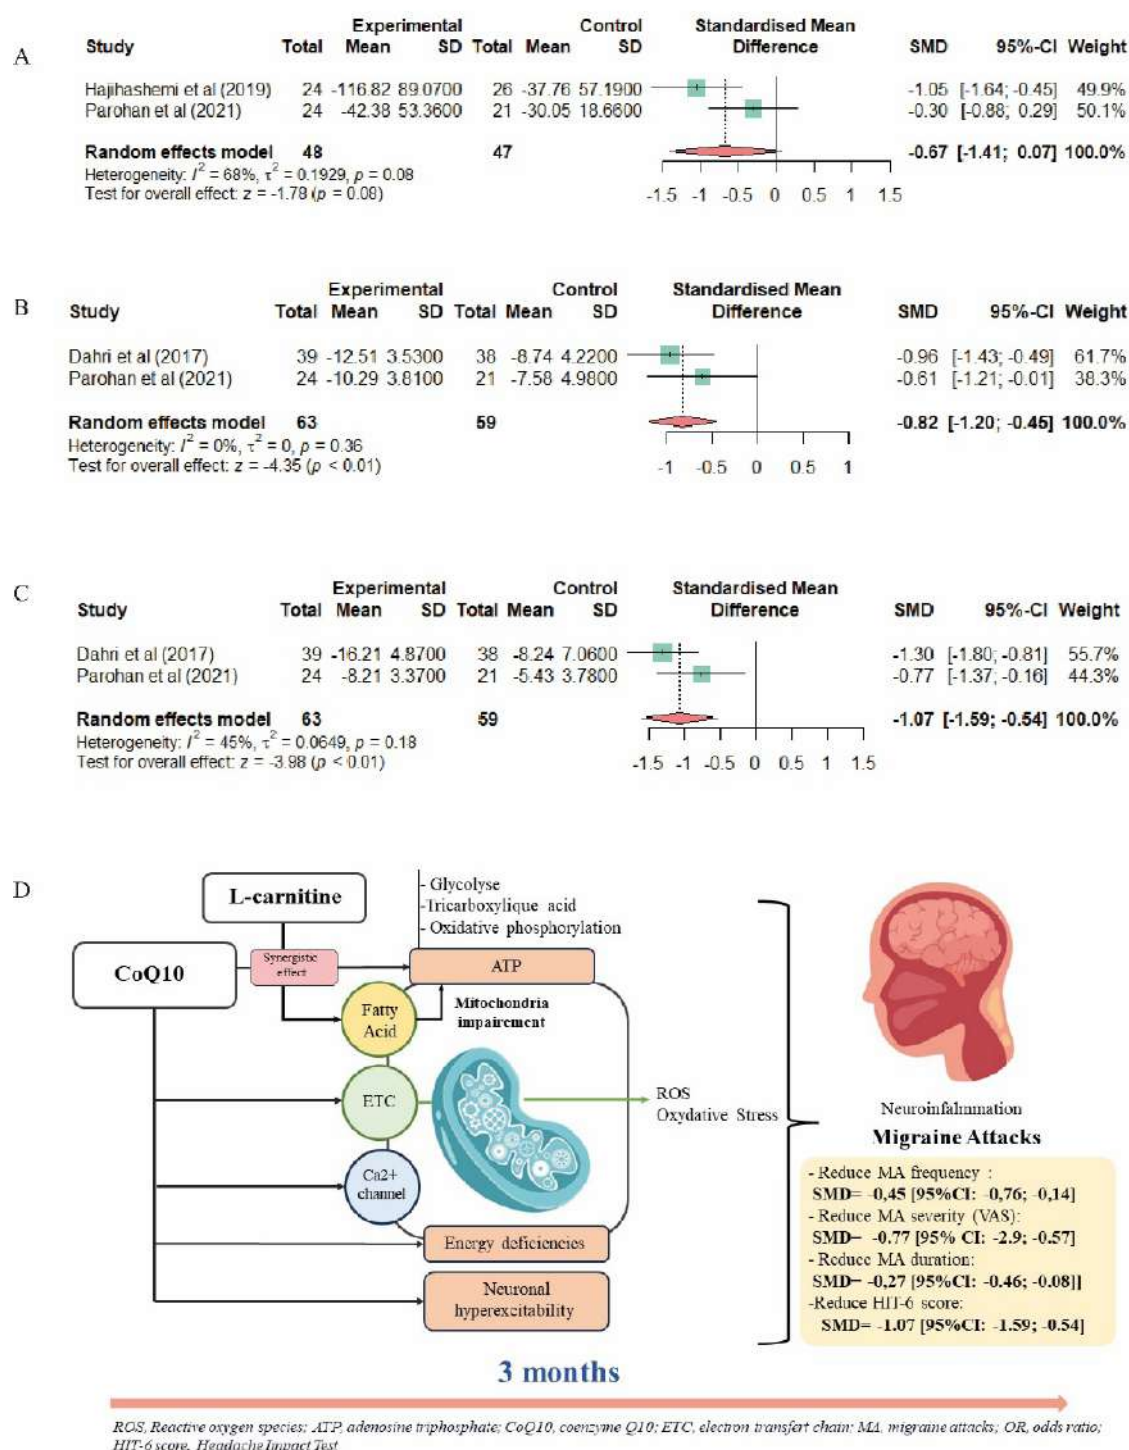 A
Experimental Control Standardised Mean
Study Total Mean SD Total Mean SD Difference SMD 95%-CI Weight
Hajihashemi et al (2019) 24 -116.82 89.0700 26 -37.76 57.1900 -1.05 [-1.64; -0.45] 49.9%
Parohan et al (2021) 24 -42.38 53.3600 21 -30.05 18.6600 -0.30 [-0.88; 0.29] 50.1%
Random effects model 48 47 -0.67 [-1.41; 0.07] 100.0%
Heterogeneity: I² = 68%, τ² = 0.1929, p = 0.08
Test for overall effect: z = -1.78 (p = 0.08)
-1.5 -1 -0.5 0 0.5 1 1.5
B
Experimental Control Standardised Mean
Study Total Mean SD Total Mean SD Difference SMD 95%-CI Weight
Dahri et al (2017) 39 -12.51 3.5300 38 -8.74 4.2200 -0.96 [-1.43; -0.49] 61.7%
Parohan et al (2021) 24 -10.29 3.8100 21 -7.58 4.9800 -0.61 [-1.21; -0.01] 38.3%
Random effects model 63 59 -0.82 [-1.20; -0.45] 100.0%
Heterogeneity: I² = 0%, τ² = 0, p = 0.36
Test for overall effect: z = -4.35 (p < 0.01)
-1 -0.5 0 0.5 1
C
Experimental Control Standardised Mean
Study Total Mean SD Total Mean SD Difference SMD 95%-CI Weight
Dahri et al (2017) 39 -16.21 4.8700 38 -8.24 7.0600 -1.30 [-1.80; -0.81] 55.7%
Parohan et al (2021) 24 -8.21 3.3700 21 -5.43 3.7800 -0.77 [-1.37; -0.16] 44.3%
Random effects model 63 59 -1.07 [-1.59; -0.54] 100.0%
Heterogeneity: I² = 45%, τ² = 0.0649, p = 0.18
Test for overall effect: z = -3.98 (p < 0.01)
-1.5 -1 -0.5 0 0.5 1 1.5
D
L-carnitine
- Glycolyse
-Tricarboxylique acid
- Oxidative phosphorylation
CoQ10
Synergistic
effect
ATP
Fatty
Acid
Mitochondria
impairement
ETC
ROS
Oxydative Stress
Ca2+
channel
Energy deficiencies
Neuronal
hyperexcitability
Neuroinfalmmation
Migraine Attacks
- Reduce MA frequency :
SMD= -0,45 [95%CI: -0,76; -0,14]
- Reduce MA severity (VAS):
SMD= -0.77 [95% CI: -2.9; -0.57]
- Reduce MA duration:
SMD= -0,27 [95%CI: -0.46; -0.08]]
-Reduce HIT-6 score:
SMD= -1.07 [95%CI: -1.59; -0.54]
3 months
ROS, Reactive oxygen species; ATP, adenosine triphosphate; CoQ10, coenzyme Q10; ETC, electron transfert chain; MA, migraine attacks; OR, odds ratio;
HIT-6 score, Headache Impact Test